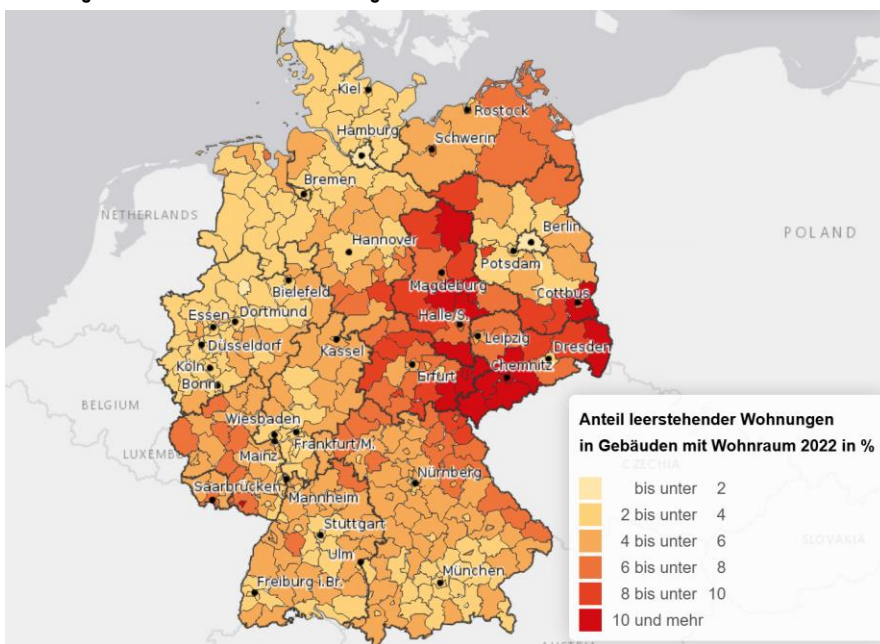 Kiel
Rostock
Hamburg
Schwerin
Bremen
NETHERLANDS
Berlin
POLAND
Hannover
Potsdam
Magdeburg
Bielefeld
Cottbus
Essen
Dortmund
Halle/S.
Leipzig
Düsseldorf
Kassel
Dresden
Köln
Erfurt
Chemnitz
Bonn
BELGIUM
Wiesbaden
Frankfurt/M.
LUXEMBU
Mainz
CZECHIA
Nürnberg
Saarbrücken
Mannheim
Stuttgart
SLOVAKIA
Ulm
München
Freiburg i.Br.
Anteil leerstehender Wohnungen
in Gebäuden mit Wohnraum 2022 in %
bis unter 2
2 bis unter 4
4 bis unter 6
6 bis unter 8
8 bis unter 10
10 und mehr